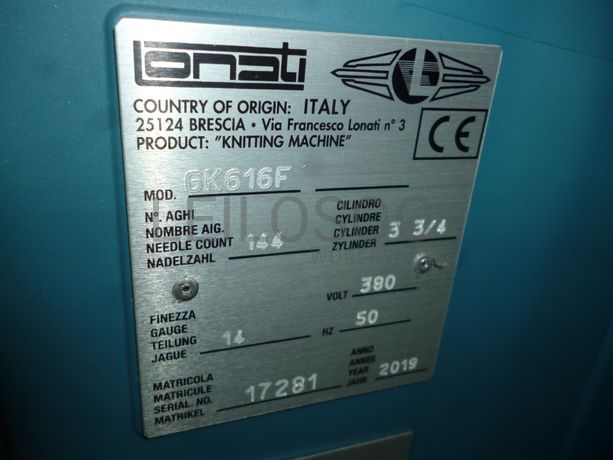 Lonati
COUNTRY OF ORIGIN: ITALY
25124 BRESCIA • Via Francesco Lonati n° 3
PRODUCT: "KNITTING MACHINE"
CE
MOD. GK616F
N°. AGHI
NOMBRE AIG.
NEEDLE COUNT 144
NADELZAHL
CILINDRO
CYLINDRE
CYLINDER 3 3/4
ZYLINDER
VOLT 380
FINEZZA
GAUGE
TEILUNG 14
JAGUE
HZ 50
MATRICOLA
MATRICULE
SERIAL. NO. 17281
MATRIKEL
ANNO
ANNEE
YEAR 2019
JAHR